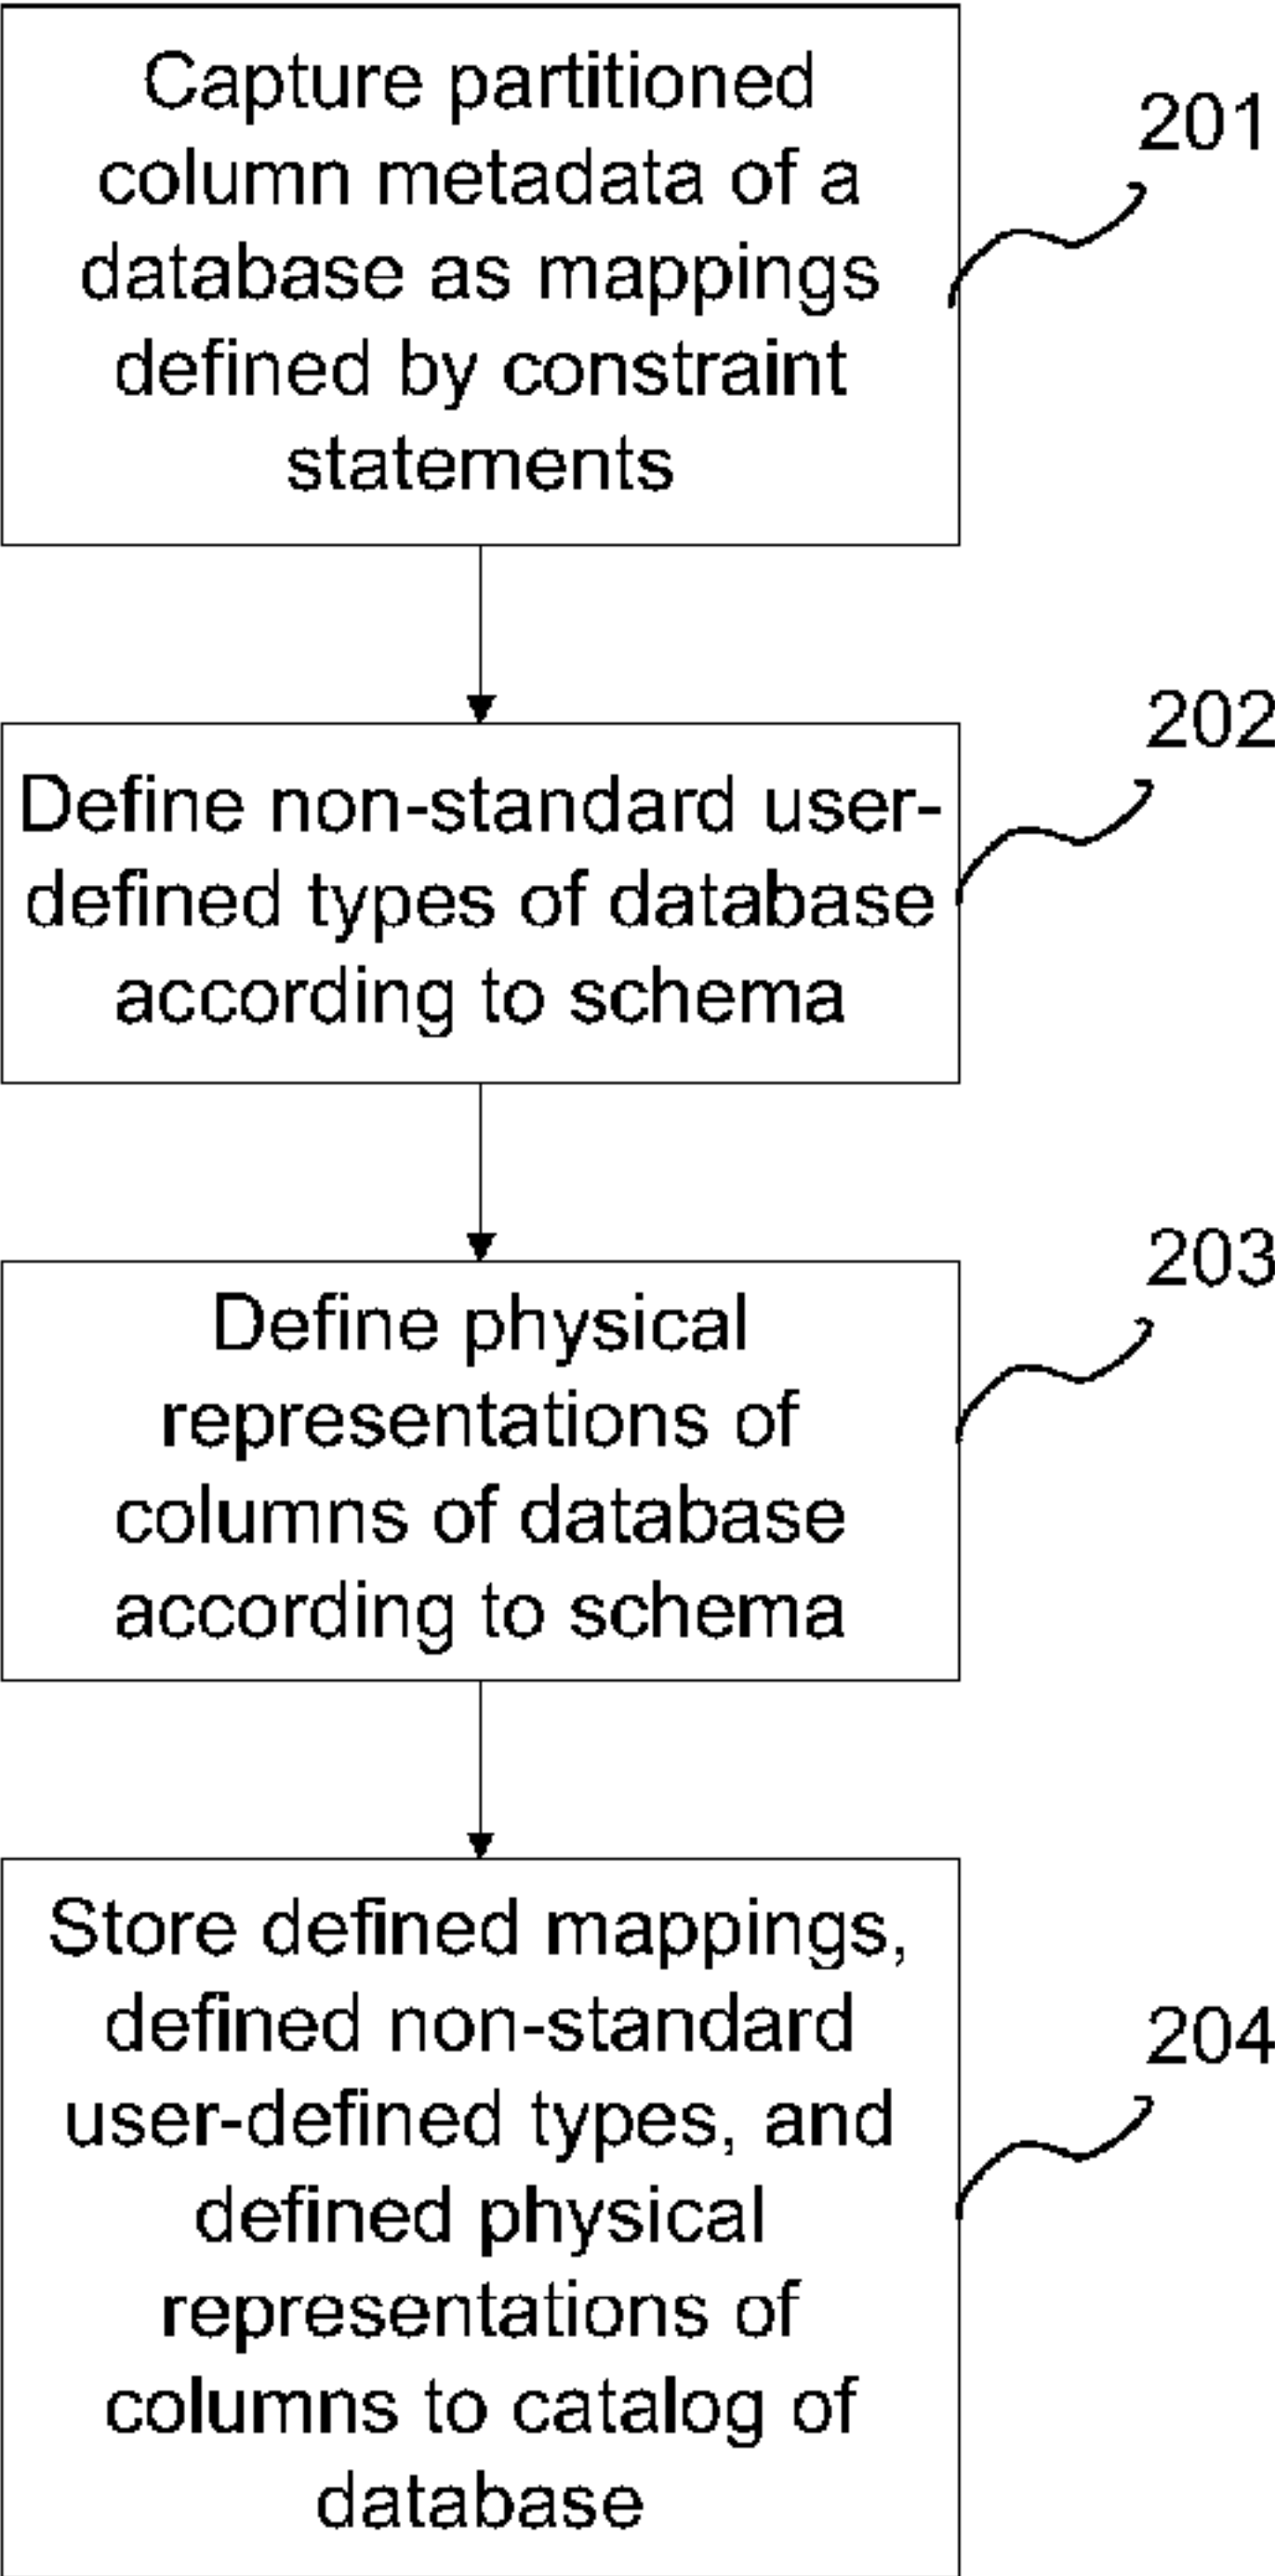 Capture partitioned
column metadata of a
database as mappings
defined by constraint
statements
201
Define non-standard user-
defined types of database
according to schema
202
Define physical
representations of
columns of database
according to schema
203
Store defined mappings,
defined non-standard
user-defined types, and
defined physical
representations of
columns to catalog of
database
204